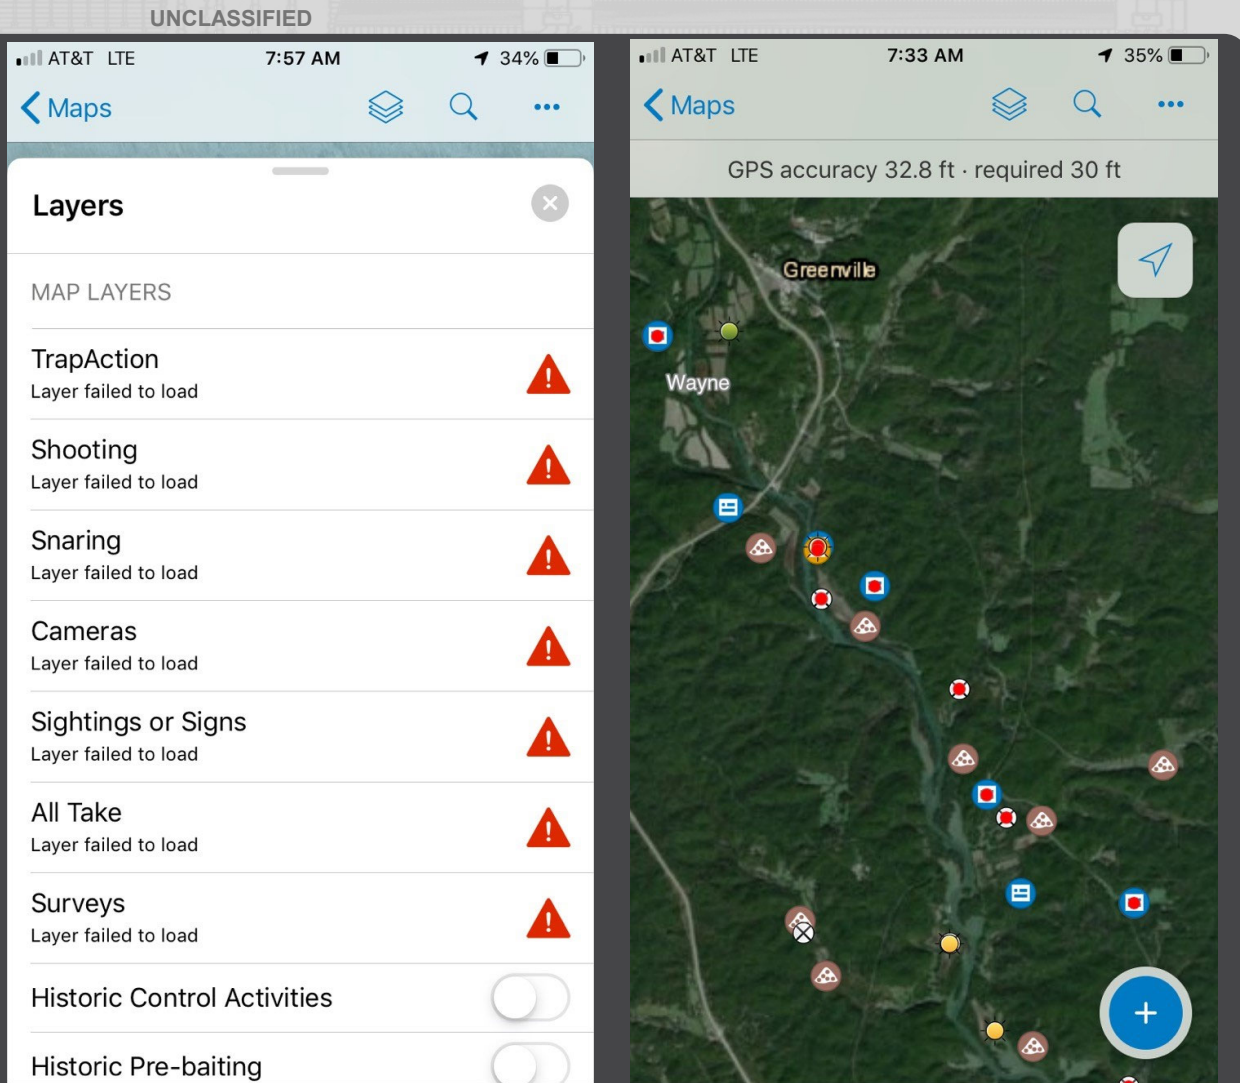 UNCLASSIFIED
AT&T LTE 7:57 AM 34%
Maps
Layers
MAP LAYERS
TrapAction
Layer failed to load
Shooting
Layer failed to load
Snaring
Layer failed to load
Cameras
Layer failed to load
Sightings or Signs
Layer failed to load
All Take
Layer failed to load
Surveys
Layer failed to load
Historic Control Activities
Historic Pre-baiting
AT&T LTE 7:33 AM 35%
Maps
GPS accuracy 32.8 ft · required 30 ft
Greenville
Wayne